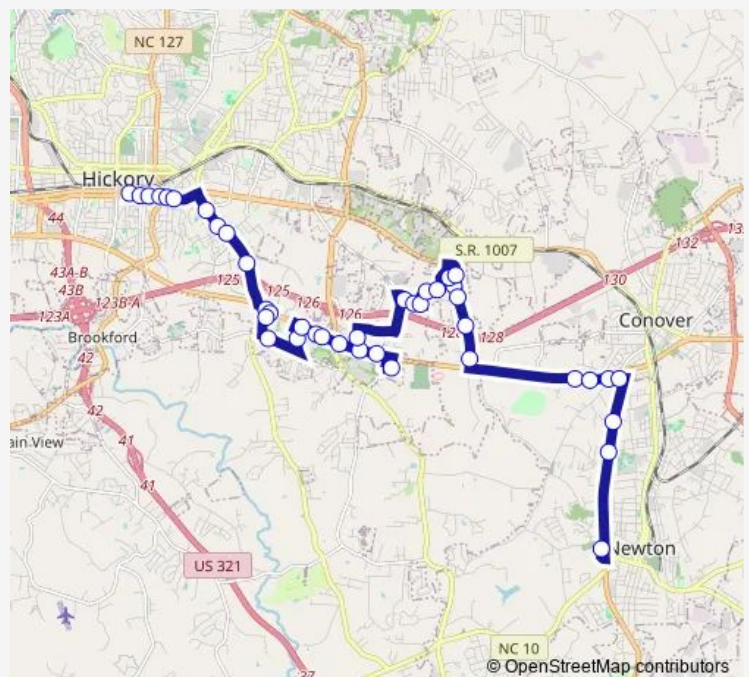 NC 127
Hickory
44
43A-B
43B
123A
123B-A
125
125
126
126
128
130
132
S.R. 1007
Brookford
42
42
41
41
Conover
ain View
US 321
Newton
NC 10
37
© OpenStreetMap contributors